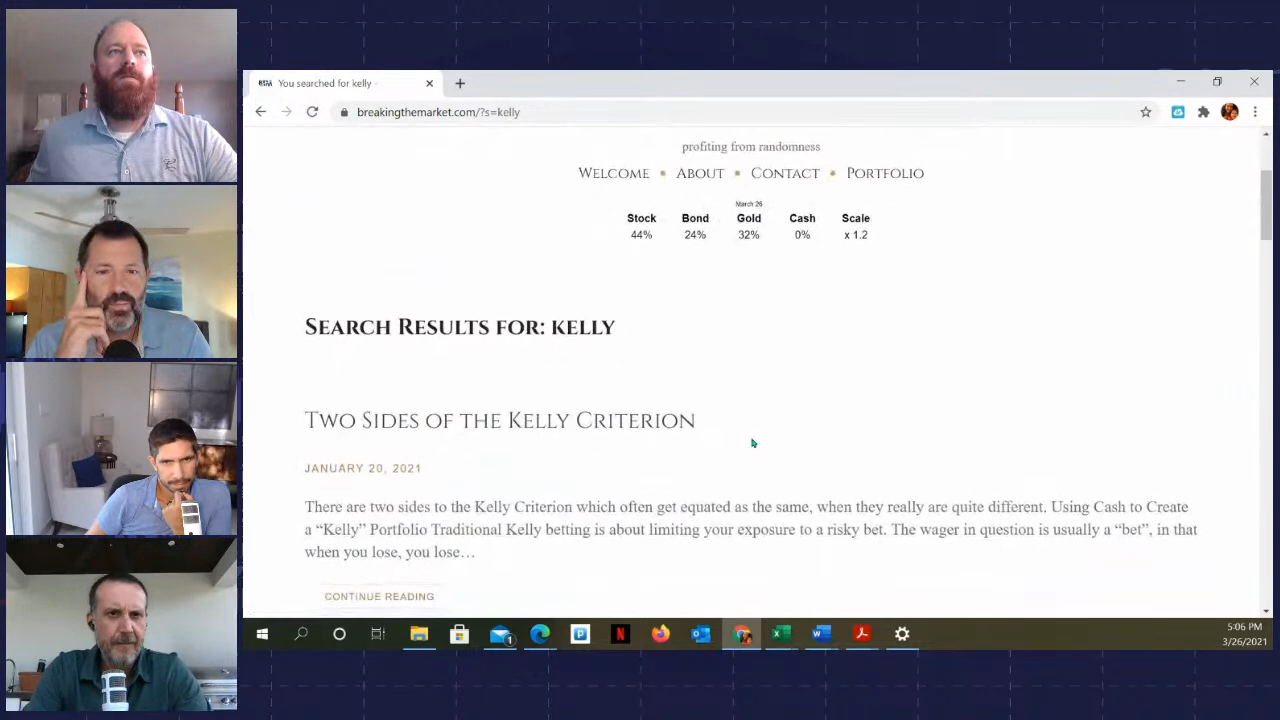 You searched for kelly
breakingthemarket.com/?s=kelly
profiting from randomness
WELCOME ABOUT CONTACT PORTFOLIO
March 26
Stock Bond Gold Cash Scale
44% 24% 32% 0% x 1.2
SEARCH RESULTS FOR: KELLY
TWO SIDES OF THE KELLY CRITERION
JANUARY 20, 2021
There are two sides to the Kelly Criterion which often get equated as the same, when they really are quite different. Using Cash to Create
a “Kelly” Portfolio Traditional Kelly betting is about limiting your exposure to a risky bet. The wager in question is usually a “bet”, in that
when you lose, you lose…
CONTINUE READING
5:06 PM
3/26/2021